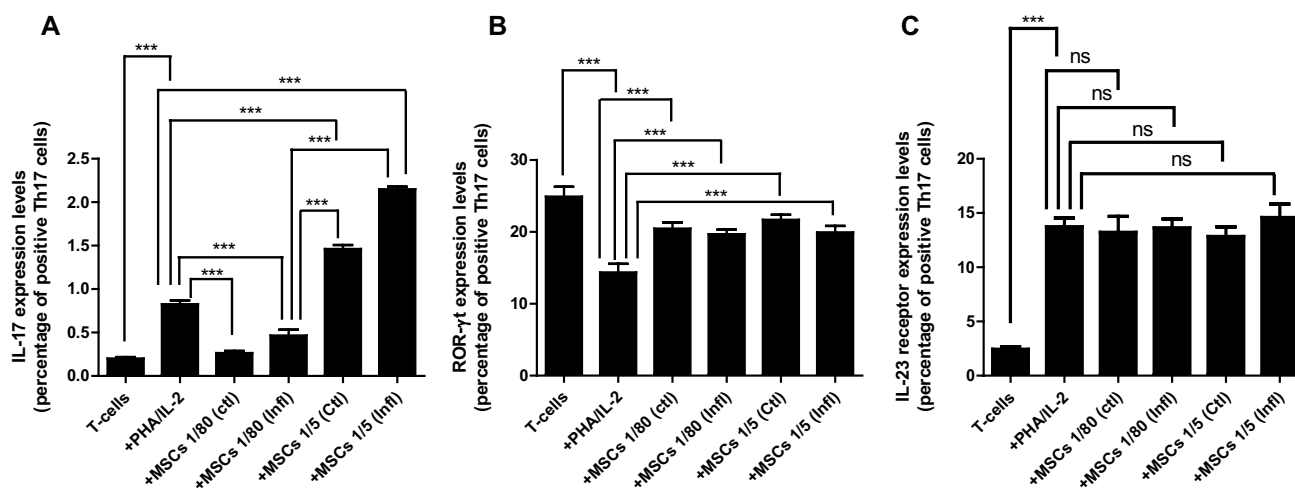 A
***
***
***
***
***
***
***
IL-17 expression levels
(percentage of positive Th17 cells)
2.5
2.0
1.5
1.0
0.5
0.0
T-cells
+PHA/IL-2
+MSCs 1/80 (ctl)
+MSCs 1/80 (Infl)
+MSCs 1/5 (Ctl)
+MSCs 1/5 (Infl)
B
***
***
***
***
***
ROR-γt expression levels
(percentage of positive Th17 cells)
30
20
10
0
T-cells
+PHA/IL-2
+MSCs 1/80 (ctl)
+MSCs 1/80 (Infl)
+MSCs 1/5 (Ctl)
+MSCs 1/5 (Infl)
C
***
ns
ns
ns
ns
IL-23 receptor expression levels
(percentage of positive Th17 cells)
20
15
10
5
0
T-cells
+PHA/IL-2
+MSCs 1/80 (ctl)
+MSCs 1/80 (Infl)
+MSCs 1/5 (Ctl)
+MSCs 1/5 (Infl)